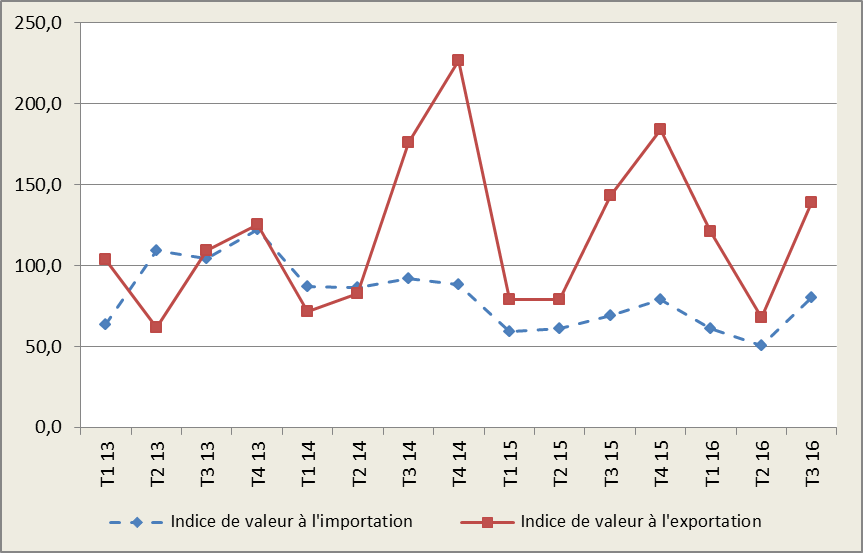 250,0
200,0
150,0
100,0
50,0
0,0
T1 13
T2 13
T3 13
T4 13
T1 14
T2 14
T3 14
T4 14
T1 15
T2 15
T3 15
T4 15
T1 16
T2 16
T3 16
Indice de valeur à l'importation
Indice de valeur à l'exportation